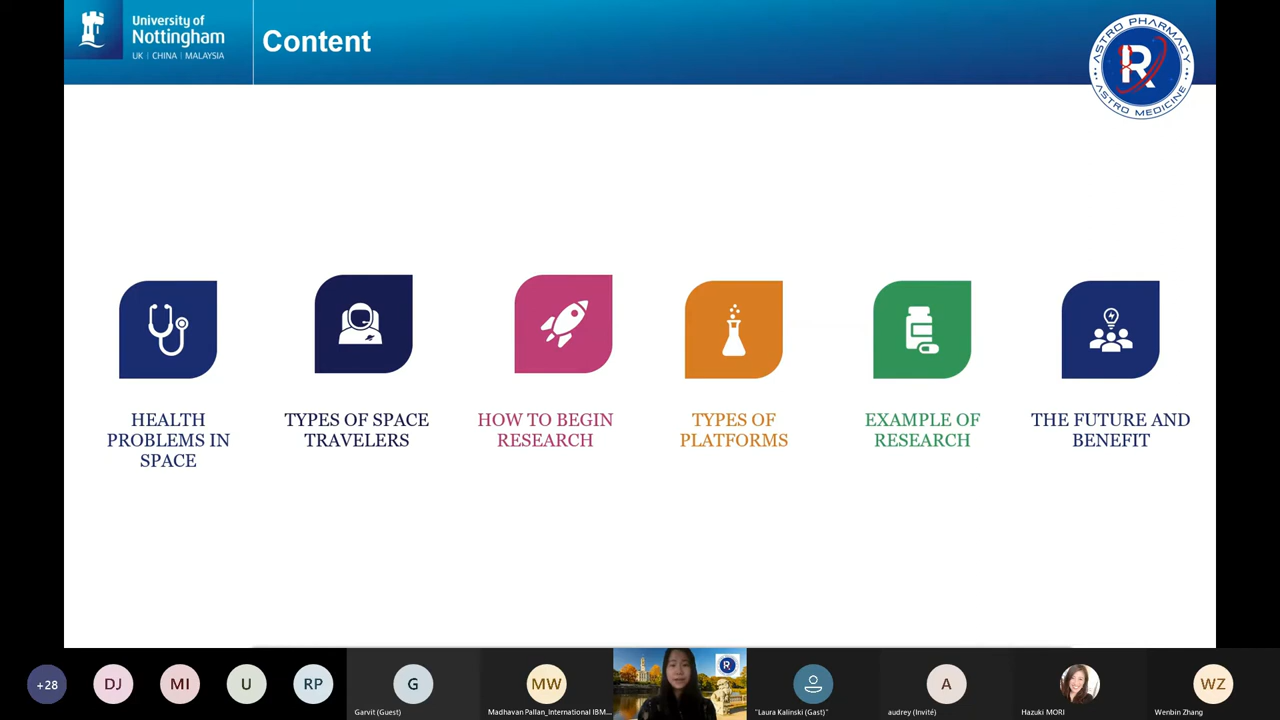 University of
Nottingham
UK | CHINA | MALAYSIA
Content
ASTRO PHARMACY
R
ASTRO MEDICINE
HEALTH
PROBLEMS IN
SPACE
TYPES OF SPACE
TRAVELERS
HOW TO BEGIN
RESEARCH
TYPES OF
PLATFORMS
EXAMPLE OF
RESEARCH
THE FUTURE AND
BENEFIT
+28
DJ
MI
U
RP
G
Garvit (Guest)
MW
Madhavan Pallan_International IBM...
R
"Laura Kalinski (Gast)"
A
audrey (Invité)
Hazuki MORI
WZ
Wenbin Zhang